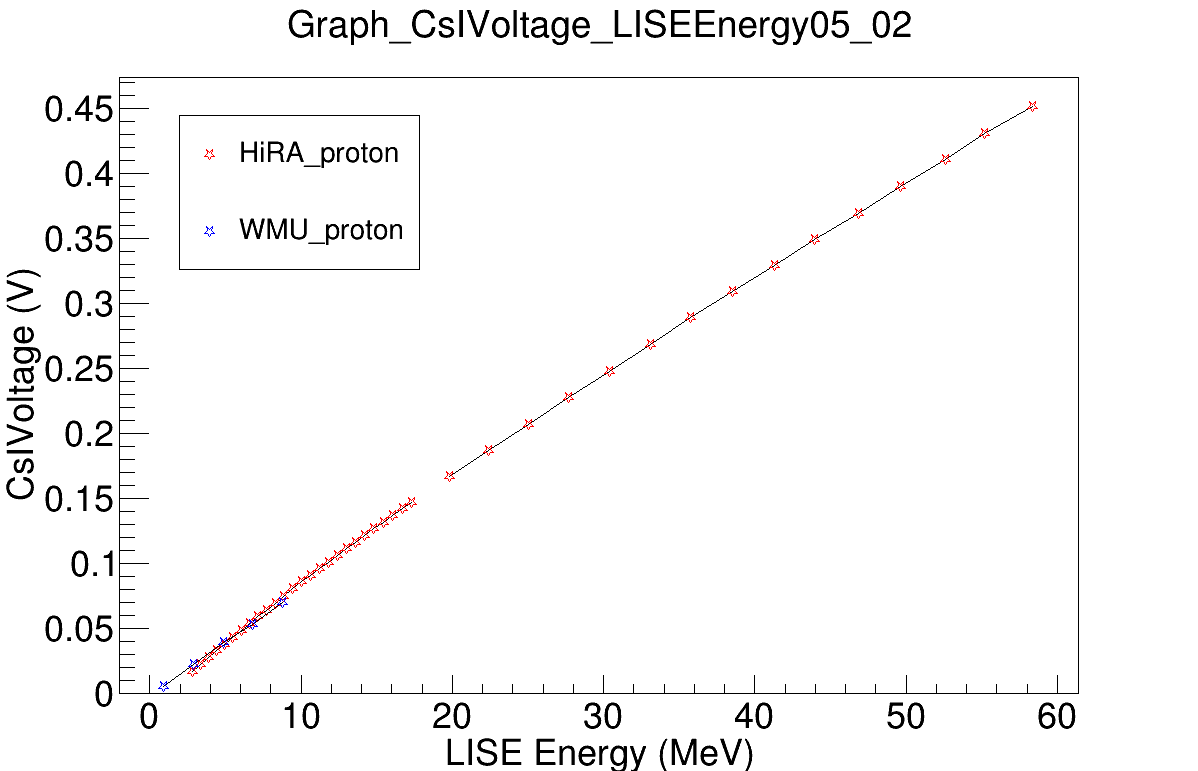 Graph_CsIVoltage_LISEEnergy05_02
HiRA_proton
WMU_proton
CsIVoltage (V)
0.45
0.4
0.35
0.3
0.25
0.2
0.15
0.1
0.05
0
0 10 20 30 40 50 60
LISE Energy (MeV)